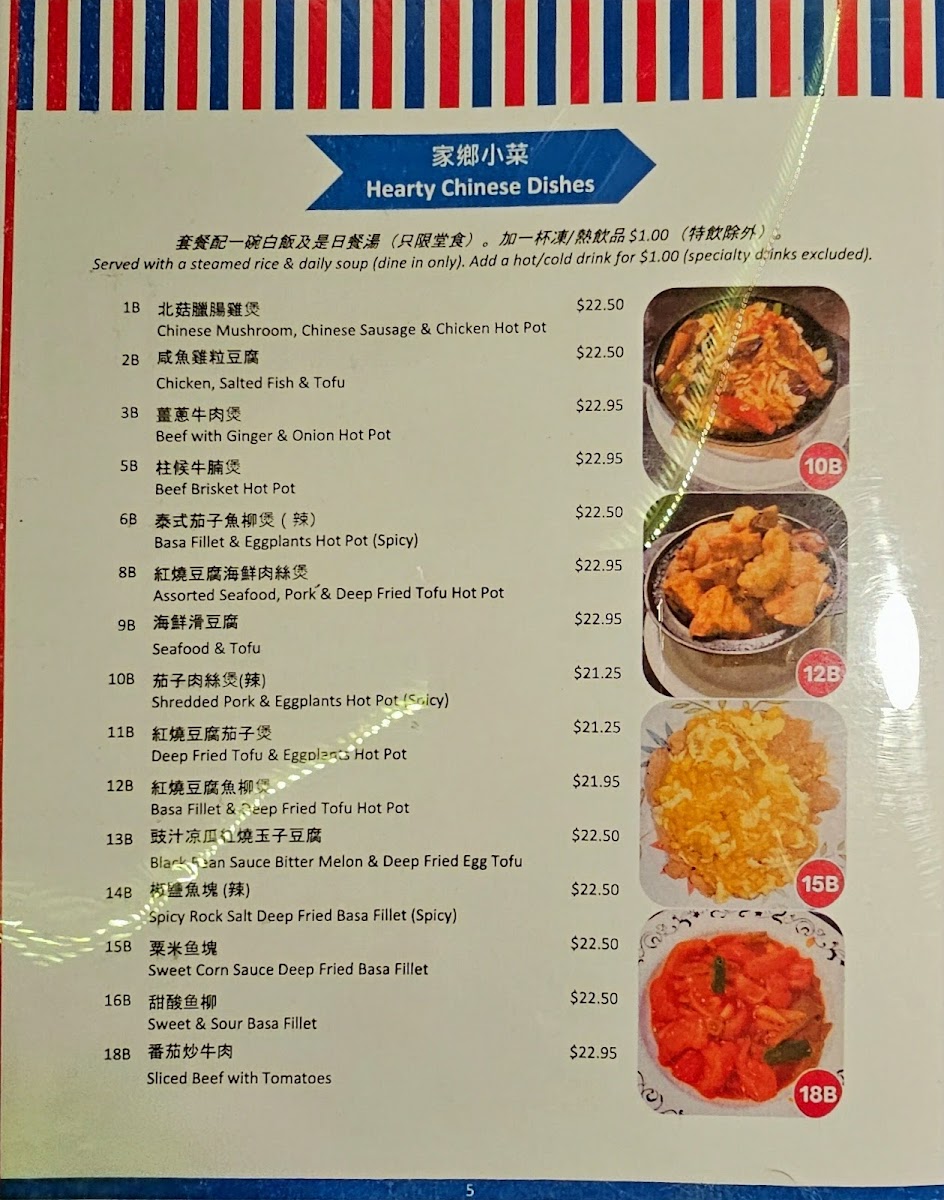 家鄉小菜
Hearty Chinese Dishes
套餐配一碗白飯及是日餐湯（只限堂食）。加一杯凍/熱飲品 $1.00 （特飲除外）。
Served with a steamed rice & daily soup (dine in only). Add a hot/cold drink for $1.00 (specialty drinks excluded).
1B 北菇臘腸雞煲 $22.50
Chinese Mushroom, Chinese Sausage & Chicken Hot Pot
2B 咸魚雞粒豆腐 $22.50
Chicken, Salted Fish & Tofu
3B 薑蔥牛肉煲 $22.95
Beef with Ginger & Onion Hot Pot
5B 柱候牛腩煲 $22.95
Beef Brisket Hot Pot
6B 泰式茄子魚柳煲 ( 辣） $22.50
Basa Fillet & Eggplants Hot Pot (Spicy)
8B 紅燒豆腐海鮮肉絲煲 $22.95
Assorted Seafood, Pork & Deep Fried Tofu Hot Pot
9B 海鮮滑豆腐 $22.95
Seafood & Tofu
10B 茄子肉絲煲(辣) $21.25
Shredded Pork & Eggplants Hot Pot (Spicy)
11B 紅燒豆腐茄子煲 $21.25
Deep Fried Tofu & Eggplants Hot Pot
12B 紅燒豆腐魚柳煲 $21.95
Basa Fillet & Deep Fried Tofu Hot Pot
13B 豉汁凉瓜紅燒玉子豆腐 $22.50
Black Bean Sauce Bitter Melon & Deep Fried Egg Tofu
14B 椒鹽魚塊 (辣) $22.50
Spicy Rock Salt Deep Fried Basa Fillet (Spicy)
15B 粟米鱼塊 $22.50
Sweet Corn Sauce Deep Fried Basa Fillet
16B 甜酸鱼柳 $22.50
Sweet & Sour Basa Fillet
18B 番茄炒牛肉 $22.95
Sliced Beef with Tomatoes
10B
12B
15B
18B
5